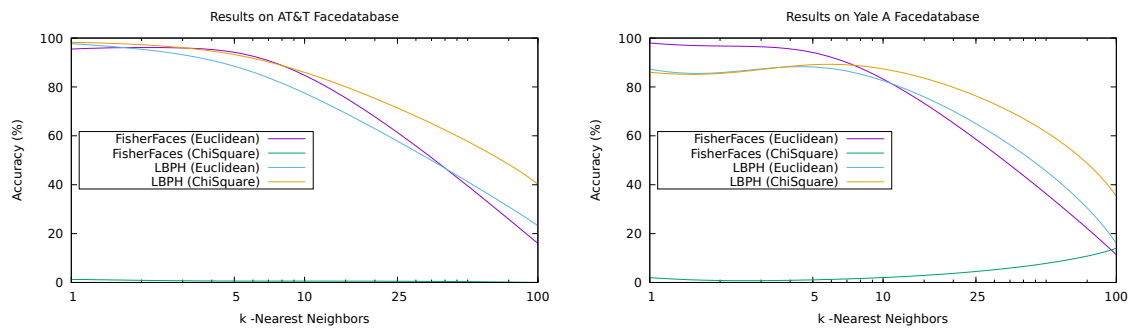 Results on AT&T Facedatabase
100
80
60
40
20
0
Accuracy (%)
FisherFaces (Euclidean)
FisherFaces (ChiSquare)
LBPH (Euclidean)
LBPH (ChiSquare)
1 5 10 25 100
k -Nearest Neighbors
Results on Yale A Facedatabase
100
80
60
40
20
0
Accuracy (%)
FisherFaces (Euclidean)
FisherFaces (ChiSquare)
LBPH (Euclidean)
LBPH (ChiSquare)
1 5 10 25 100
k -Nearest Neighbors